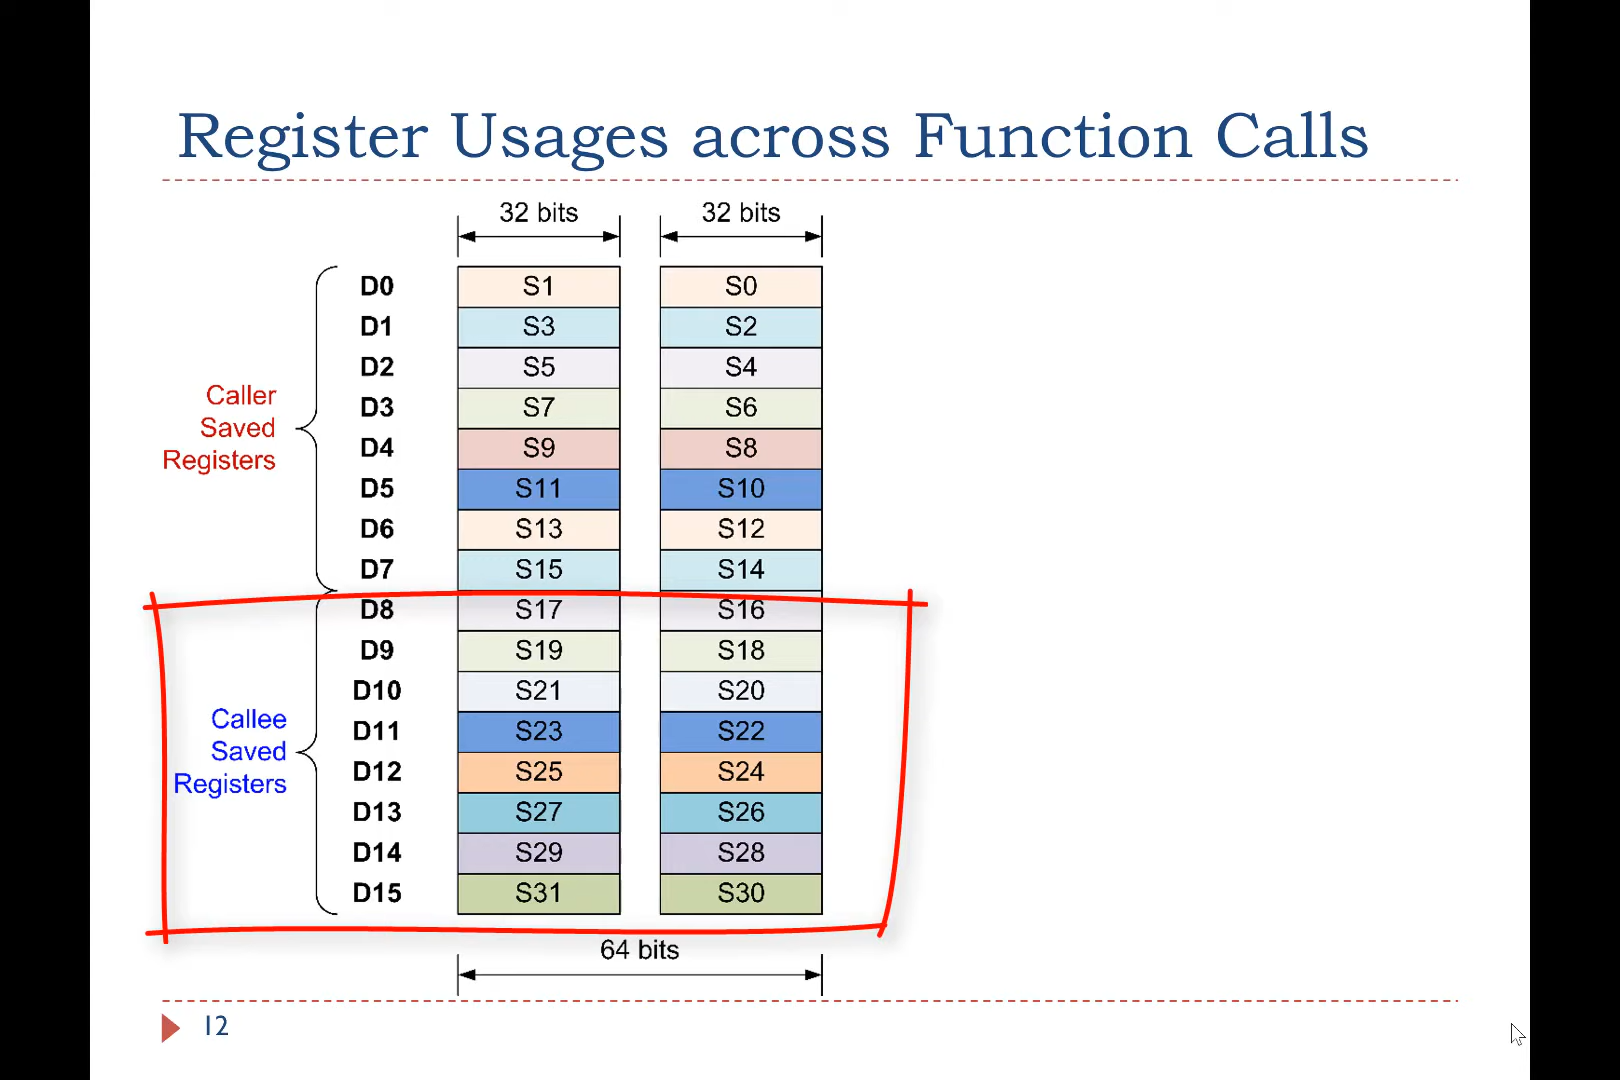 Register Usages across Function Calls
32 bits 32 bits
D0 S1 S0
D1 S3 S2
D2 S5 S4
D3 S7 S6
D4 S9 S8
D5 S11 S10
D6 S13 S12
D7 S15 S14
Caller
Saved
Registers
D8 S17 S16
D9 S19 S18
D10 S21 S20
D11 S23 S22
D12 S25 S24
D13 S27 S26
D14 S29 S28
D15 S31 S30
Callee
Saved
Registers
64 bits
12